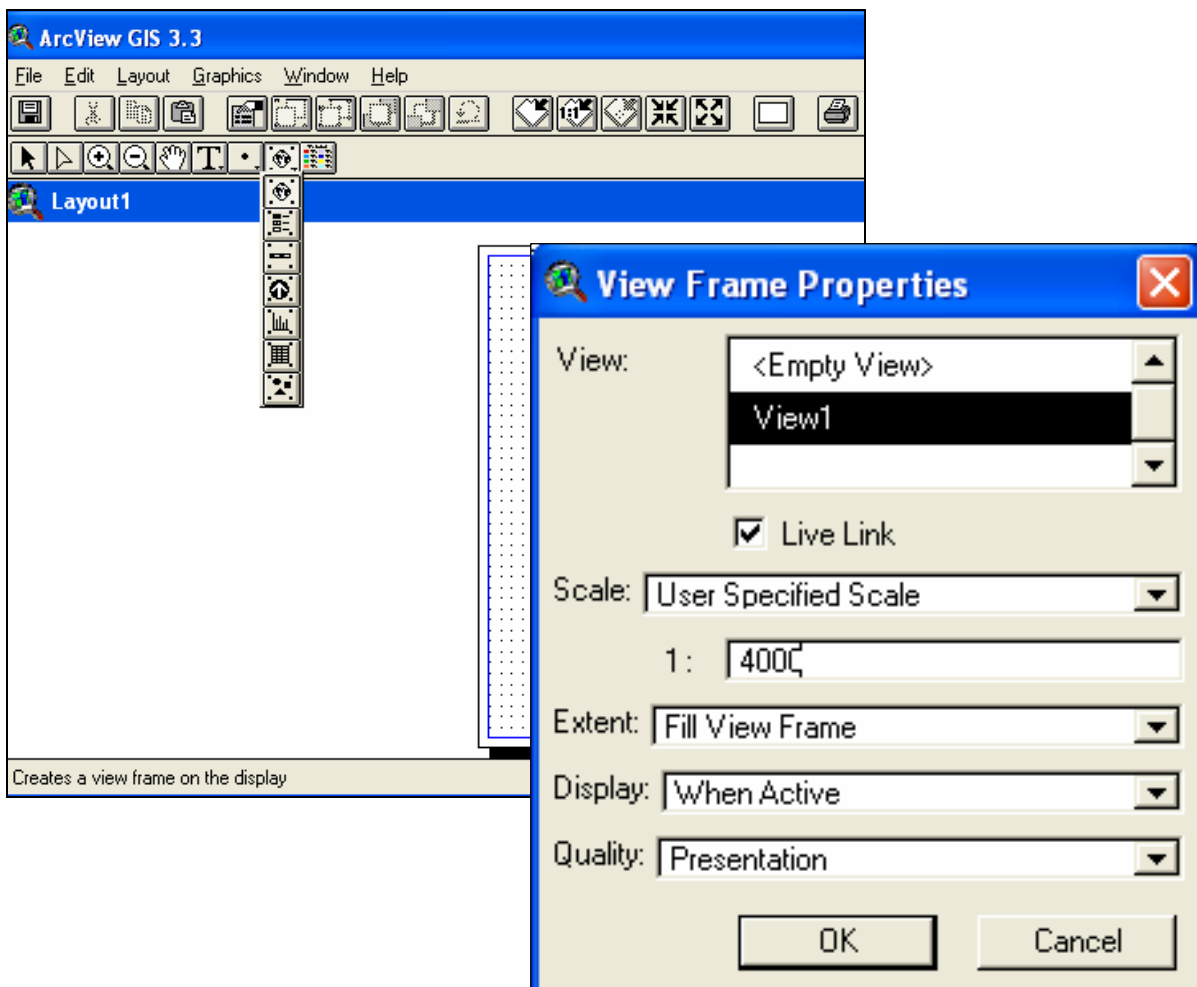 ArcView GIS 3.3
File Edit Layout Graphics Window Help
1:1
T
Layout1
Creates a view frame on the display
View Frame Properties
View:
<Empty View>
View1
Live Link
Scale: User Specified Scale
1: 4000
Extent: Fill View Frame
Display: When Active
Quality: Presentation
OK Cancel